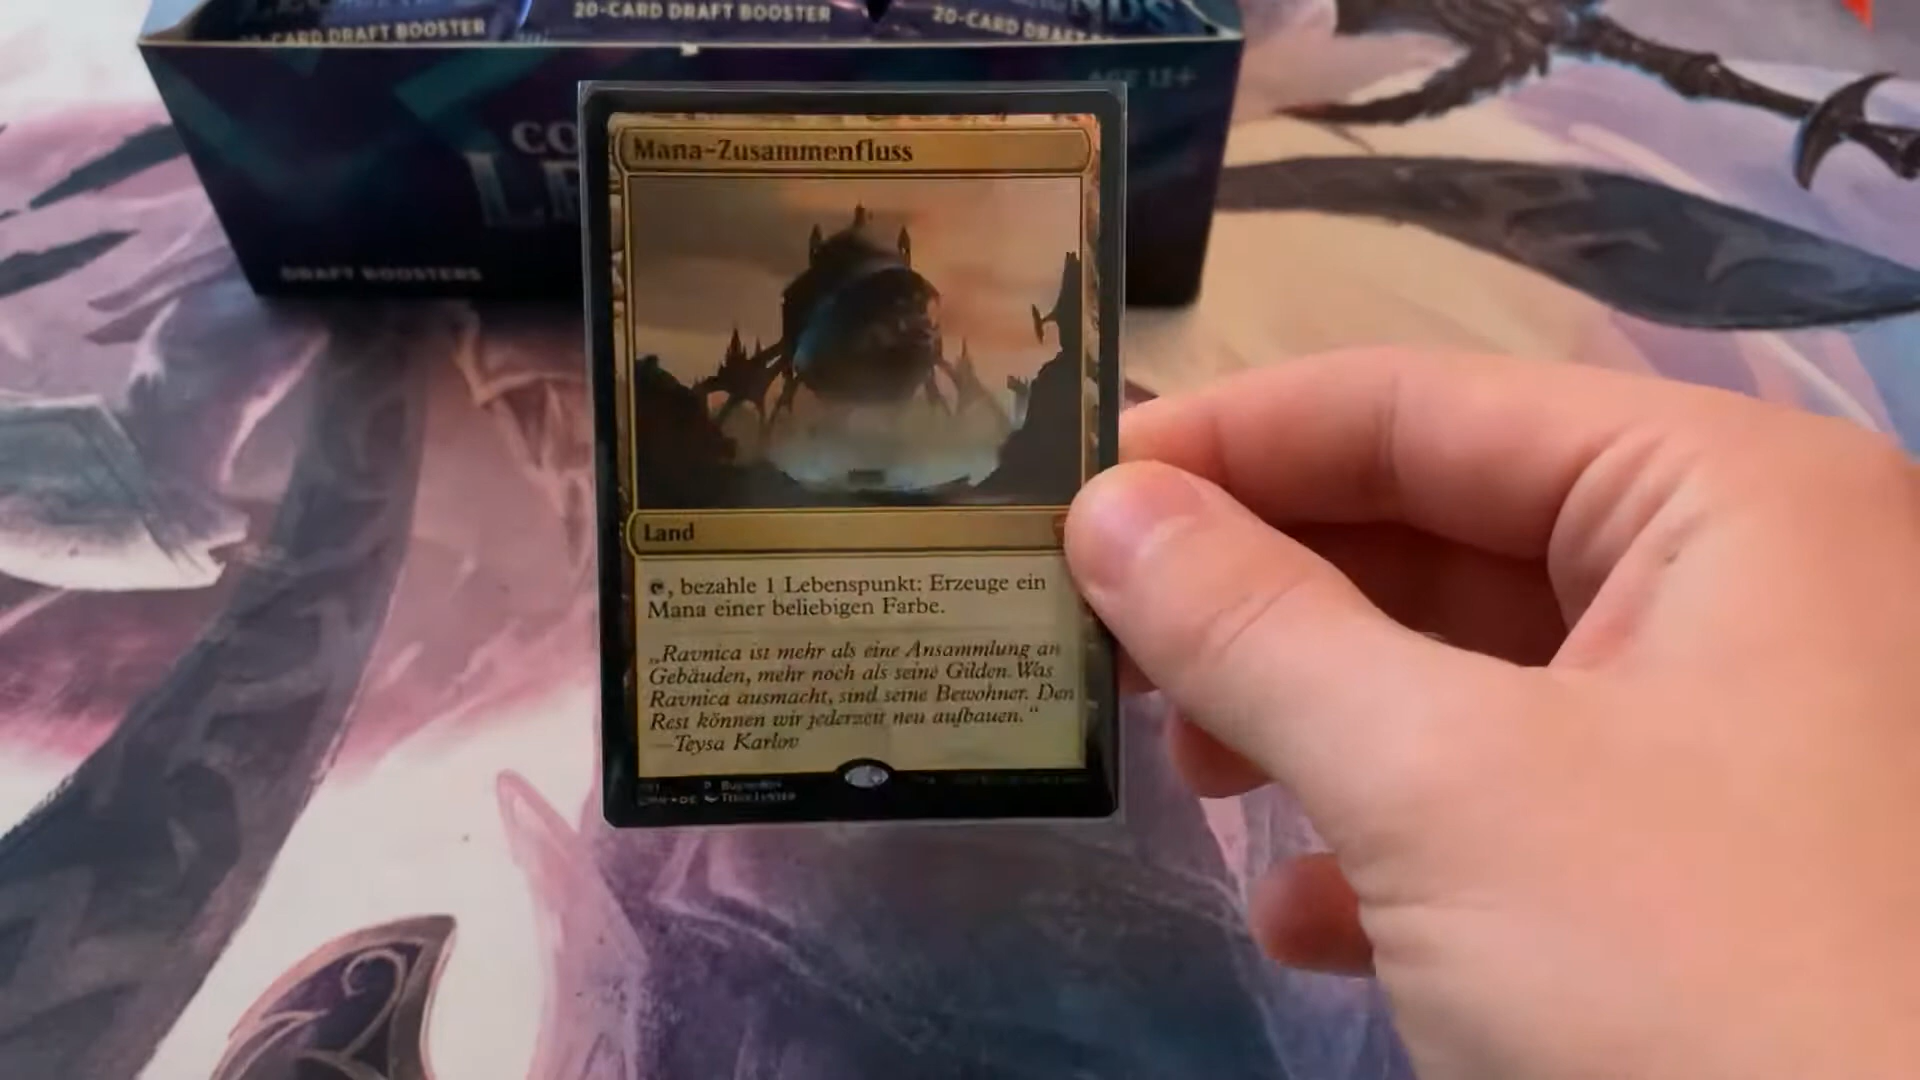 20-CARD DRAFT BOOSTER
20-CARD DRAFT BOOSTER
20-CARD DRAFT
AGE 13+
CO
LE
DRAFT BOOSTERS
Mana-Zusammenfluss
Land
, bezahle 1 Lebenspunkt: Erzeuge ein
Mana einer beliebigen Farbe.
„Ravnica ist mehr als eine Ansammlung an
Gebäuden, mehr noch als seine Gilden. Was
Ravnica ausmacht, sind seine Bewohner. Den
Rest können wir jederzeit neu aufbauen.“
—Teysa Karlov